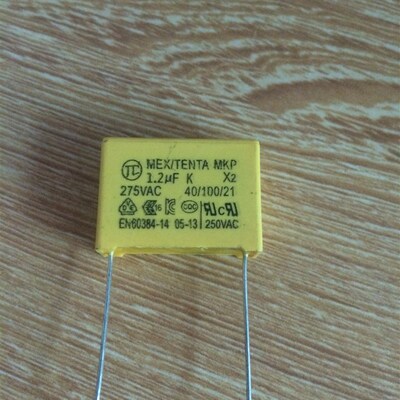 MEX/TENTA MKP
1.2µF K X2
275VAC 40/100/21
EN60384-14 05-13 250VAC